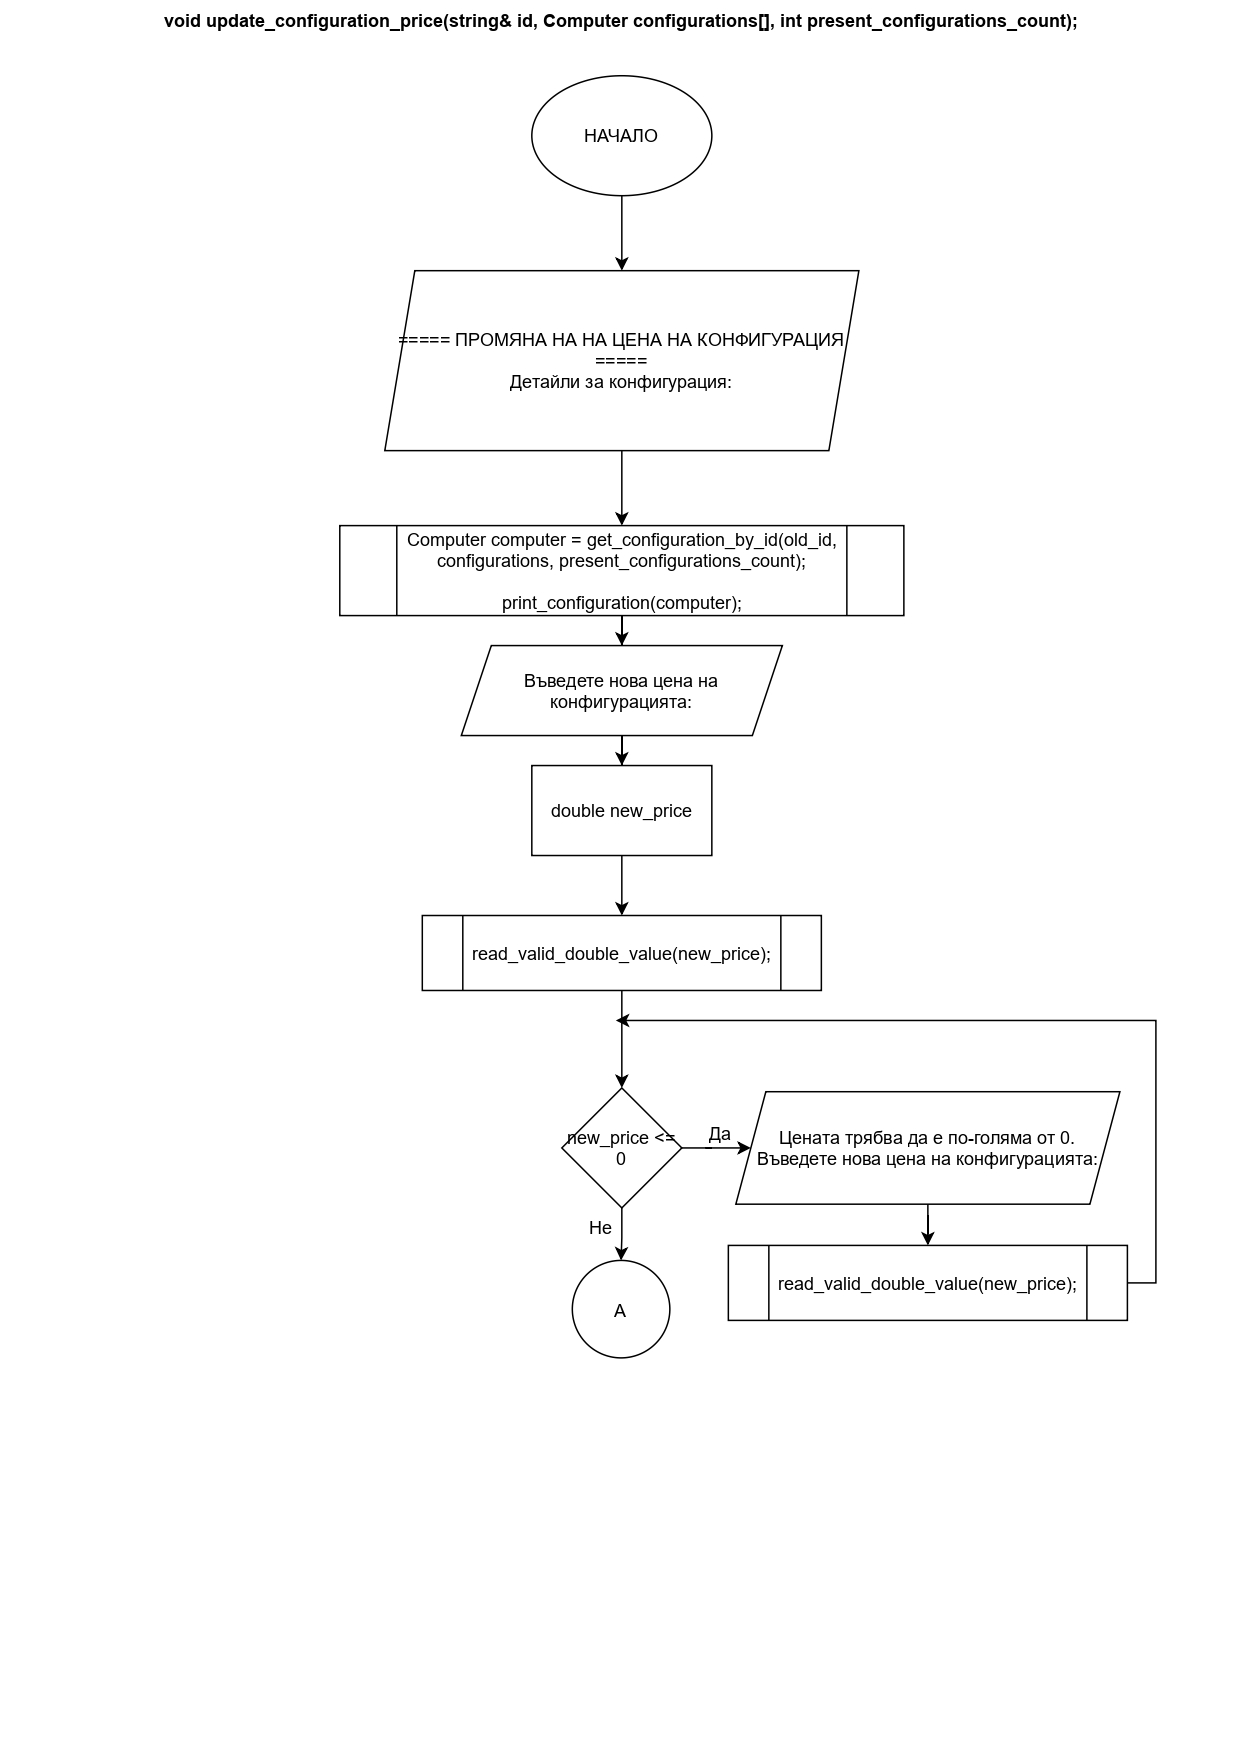 void update_configuration_price(string& id, Computer configurations[], int present_configurations_count);
НАЧАЛО
===== ПРОМЯНА НА НА ЦЕНА НА КОНФИГУРАЦИЯ
=====
Детайли за конфигурация:
Computer computer = get_configuration_by_id(old_id,
configurations, present_configurations_count);
print_configuration(computer);
Въведете нова цена на
конфигурацията:
double new_price
read_valid_double_value(new_price);
new_price <=
0
Да
Цената трябва да е по-голяма от 0.
Въведете нова цена на конфигурацията:
Не
read_valid_double_value(new_price);
A